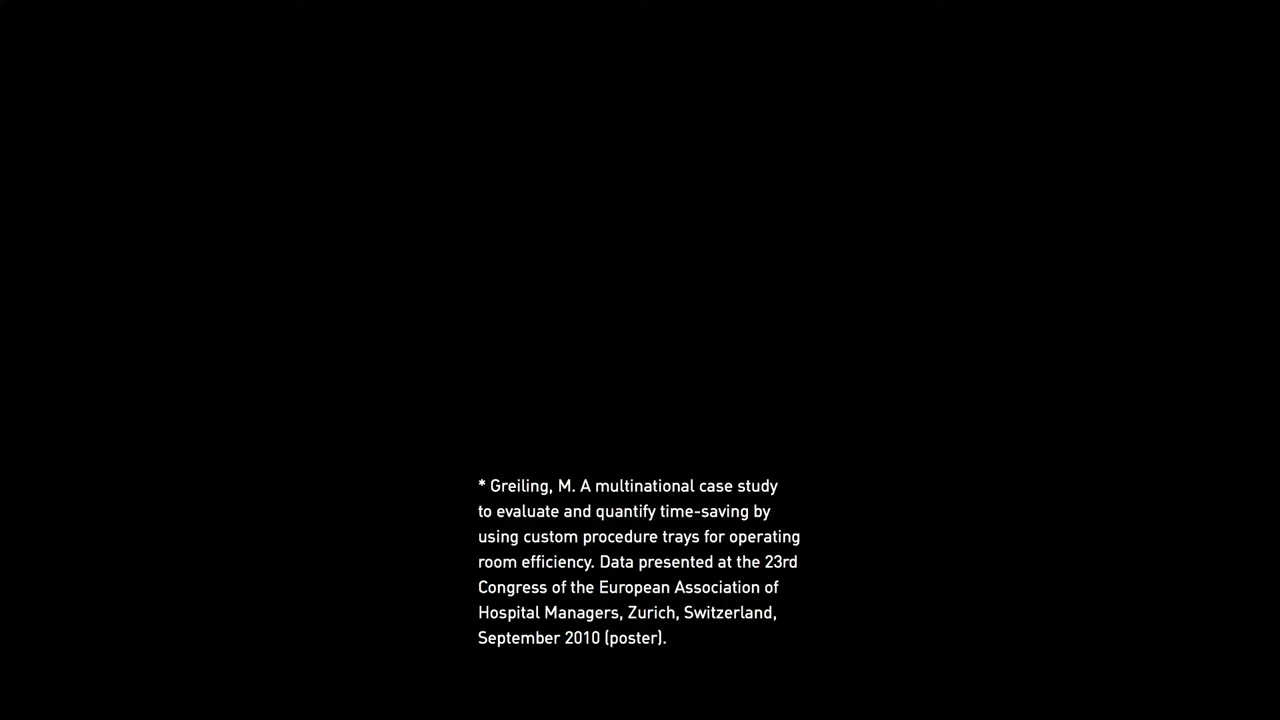 * Greiling, M. A multinational case study
to evaluate and quantify time-saving by
using custom procedure trays for operating
room efficiency. Data presented at the 23rd
Congress of the European Association of
Hospital Managers, Zurich, Switzerland,
September 2010 (poster).